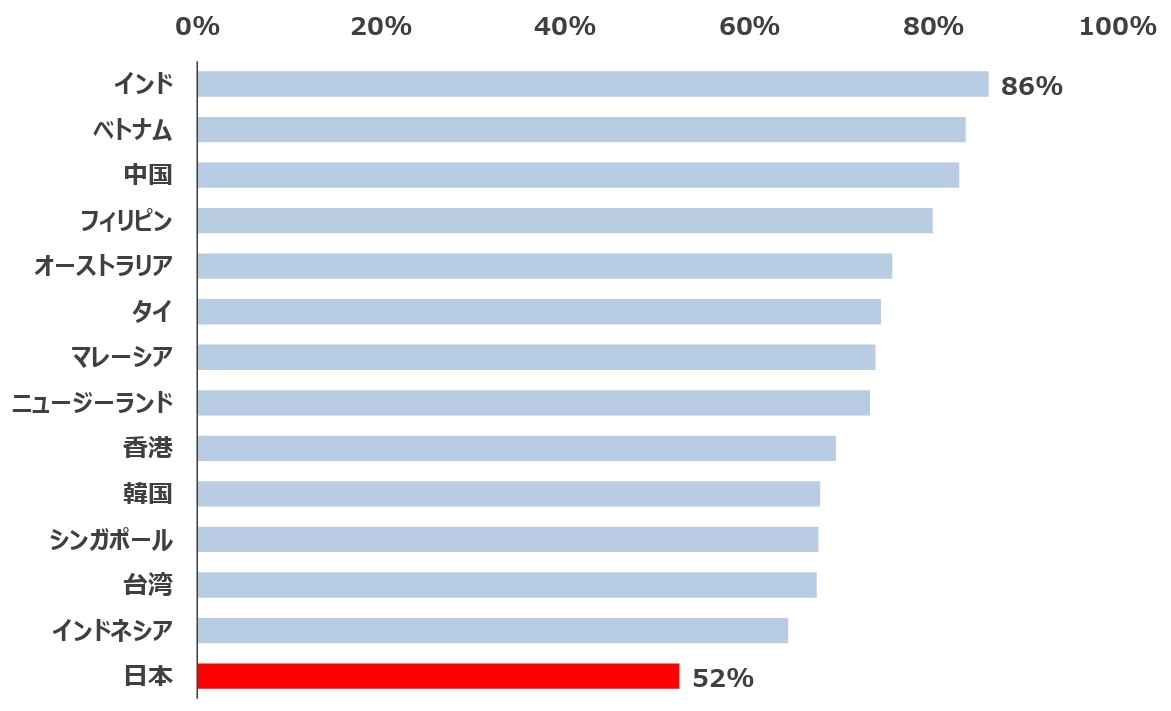 0% 20% 40% 60% 80% 100%
インド 86%
ベトナム
中国
フィリピン
オーストラリア
タイ
マレーシア
ニュージーランド
香港
韓国
シンガポール
台湾
インドネシア
日本 52%